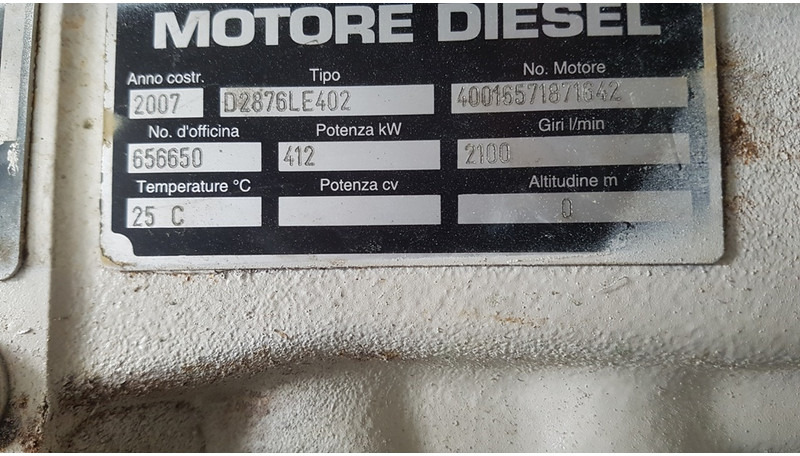 MOTORE DIESEL
Anno costr. Tipo No. Motore
2007 D2876LE402 40016571871642
No. d'officina Potenza kW Giri l/min
656650 412 2100
Temperature °C Potenza cv Altitudine m
25 C 0